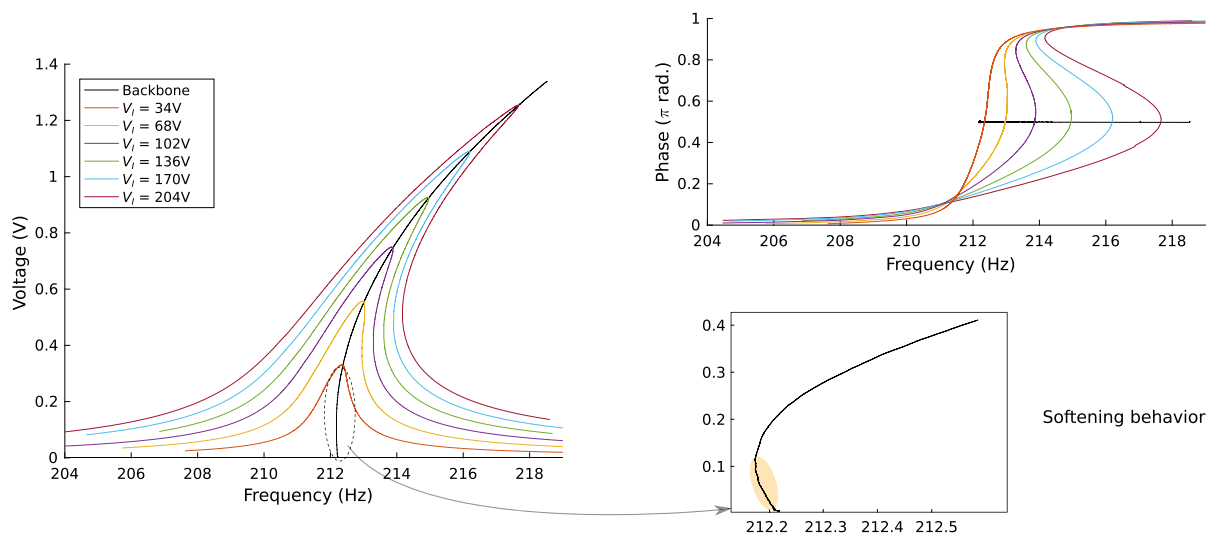 1.4
1.2
1
0.8
0.6
0.4
0.2
0
Voltage (V)
204 206 208 210 212 214 216 218
Frequency (Hz)
Backbone
V_I = 34V
V_I = 68V
V_I = 102V
V_I = 136V
V_I = 170V
V_I = 204V
1
0.8
0.6
0.4
0.2
0
Phase (π rad.)
204 206 208 210 212 214 216 218
Frequency (Hz)
0.4
0.3
0.2
0.1
212.2 212.3 212.4 212.5
Softening behavior